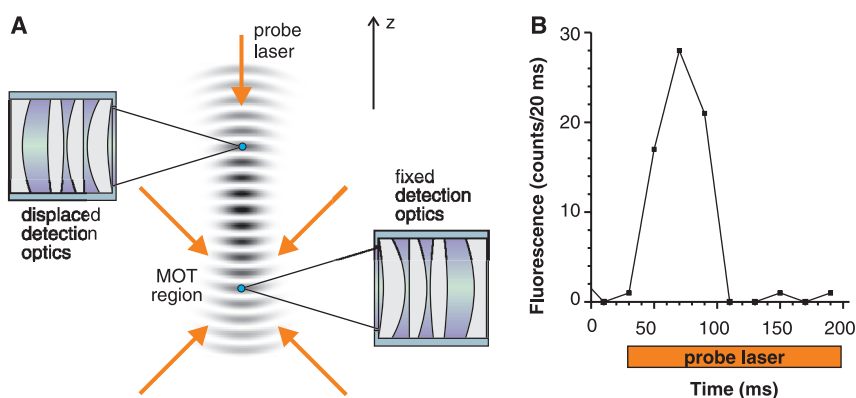 A
probe
laser
z
displaced
detection
optics
MOT
region
fixed
detection
optics
B
Fluorescence (counts/20 ms)
30
20
10
0
0
50
100
150
200
probe laser
Time (ms)